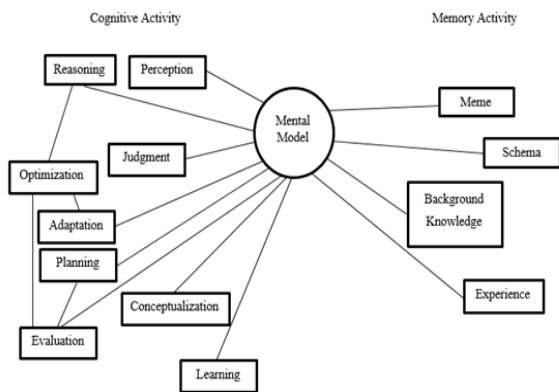 Cognitive Activity
Memory Activity
Reasoning
Perception
Mental
Model
Meme
Judgment
Schema
Optimization
Background
Knowledge
Adaptation
Planning
Experience
Conceptualization
Evaluation
Learning